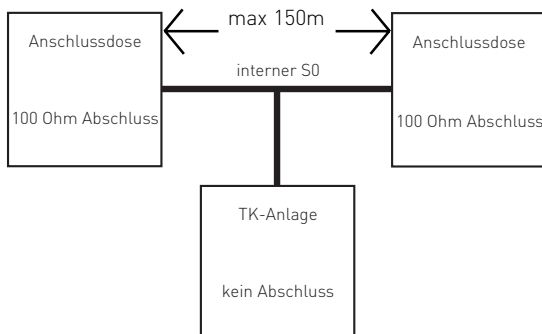 max 150m
Anschlussdose
Anschlussdose
interner S0
100 Ohm Abschluss
100 Ohm Abschluss
TK-Anlage
kein Abschluss